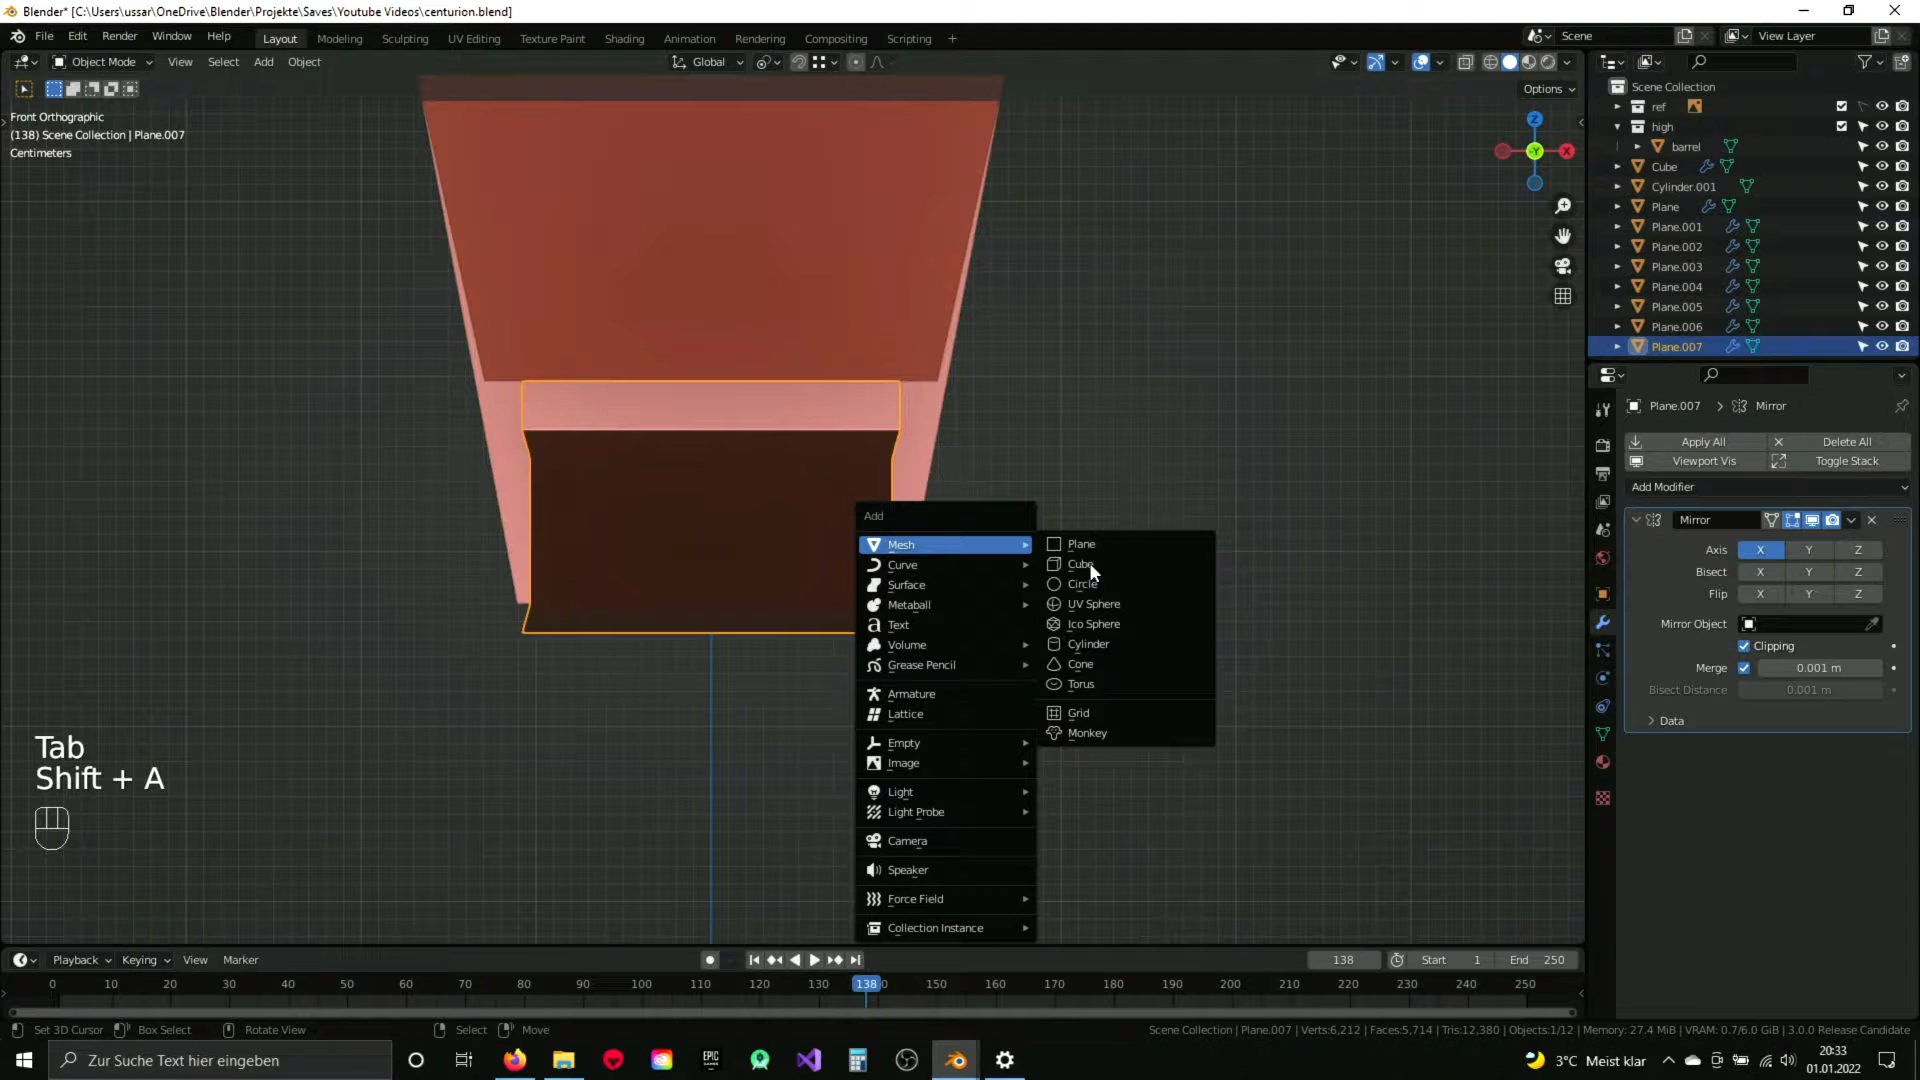 Blender* [C:\Users\ussar\OneDrive\Blender\Projekte\Saves\Youtube Videos\centurion.blend]
File Edit Render Window Help Layout Modeling Sculpting UV Editing Texture Paint Shading Animation Rendering Compositing Scripting + Scene View Layer
Object Mode View Select Add Object Global
Options
Front Orthographic
(138) Scene Collection | Plane.007
Centimeters
Z
X
-Y
Scene Collection
ref
high
barrel
Cube
Cylinder.001
Plane
Plane.001
Plane.002
Plane.003
Plane.004
Plane.005
Plane.006
Plane.007
Plane.007 > Mirror
Apply All Delete All
Viewport Vis Toggle Stack
Add Modifier
Mirror
Axis X Y Z
Bisect X Y Z
Flip X Y Z
Mirror Object
Clipping
Merge 0.001 m
Bisect Distance 0.001 m
Data
Add
Mesh
Curve
Surface
Metaball
Text
Volume
Grease Pencil
Armature
Lattice
Empty
Image
Light
Light Probe
Camera
Speaker
Force Field
Collection Instance
Plane
Cube
Circle
UV Sphere
Ico Sphere
Cylinder
Cone
Torus
Grid
Monkey
Tab
Shift + A
Playback Keying View Marker 138 Start 1 End 250
0 10 20 30 40 50 60 70 80 90 100 110 120 130 138 150 160 170 180 190 200 210 220 230 240 250
Set 3D Cursor Box Select Rotate View Select Move Scene Collection | Plane.007 | Verts:6,212 | Faces:5,714 | Tris:12,380 | Objects:1/12 | Memory: 27.4 MiB | VRAM: 0.7/6.0 GiB | 3.0.0 Release Candidate
Zur Suche Text hier eingeben EPIC 3°C Meist klar 20:33
01.01.2022